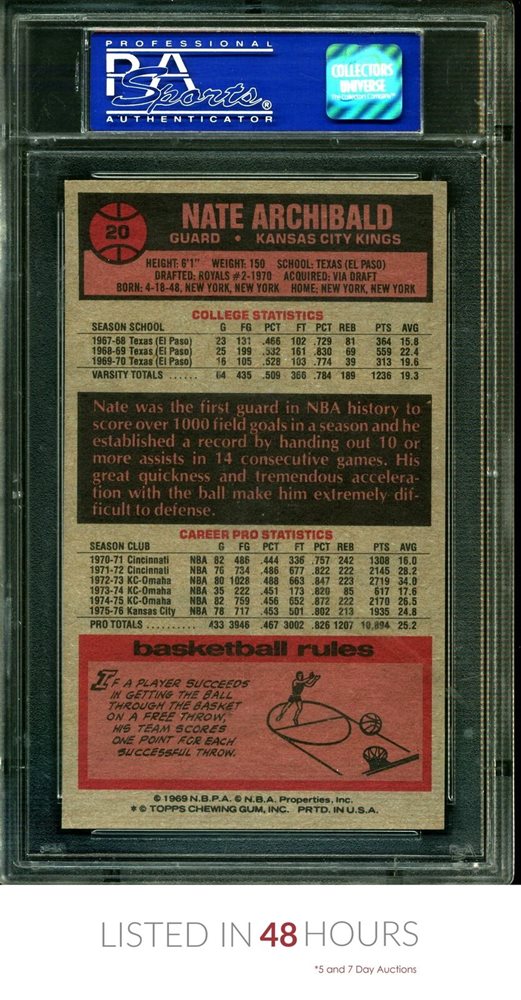 PROFESSIONAL
PSA
Sports®
AUTHENTICATOR
COLLECTORS
UNIVERSE
The Collectors Company™
20
NATE ARCHIBALD
GUARD • KANSAS CITY KINGS
HEIGHT: 6'1" WEIGHT: 150 SCHOOL: TEXAS (EL PASO)
DRAFTED: ROYALS #2-1970 ACQUIRED: VIA DRAFT
BORN: 4-18-48, NEW YORK, NEW YORK HOME: NEW YORK, NEW YORK
COLLEGE STATISTICS
SEASON SCHOOL G FG PCT FT PCT REB PTS AVG
1967-68 Texas (El Paso) 23 131 .466 102 .729 81 364 15.8
1968-69 Texas (El Paso) 25 199 .532 161 .830 69 559 22.4
1969-70 Texas (El Paso) 16 105 .528 103 .774 39 313 19.6
VARSITY TOTALS ...... 64 435 .509 366 .784 189 1236 19.3
Nate was the first guard in NBA history to
score over 1000 field goals in a season and he
established a record by handing out 10 or
more assists in 14 consecutive games. His
great quickness and tremendous accelera-
tion with the ball make him extremely dif-
ficult to defense.
CAREER PRO STATISTICS
SEASON CLUB G FG PCT FT PCT REB PTS AVG
1970-71 Cincinnati NBA 82 486 .444 336 .757 242 1308 16.0
1971-72 Cincinnati NBA 76 734 .486 677 .822 222 2145 28.2
1972-73 KC-Omaha NBA 80 1028 .488 663 .847 223 2719 34.0
1973-74 KC-Omaha NBA 35 222 .451 173 .820 85 617 17.6
1974-75 KC-Omaha NBA 82 759 .456 652 .872 222 2170 26.5
1975-76 Kansas City NBA 78 717 .453 501 .802 213 1935 24.8
PRO TOTALS .......... 433 3946 .467 3002 .826 1207 10,894 25.2
basketball rules
IF A PLAYER SUCCEEDS
IN GETTING THE BALL
THROUGH THE BASKET
ON A FREE THROW,
HIS TEAM SCORES
ONE POINT FOR EACH
SUCCESSFUL THROW.
© 1969 N.B.P.A. © N.B.A. Properties, Inc.
* © TOPPS CHEWING GUM, INC. PRTD. IN U.S.A.
LISTED IN 48 HOURS
*5 and 7 Day Auctions